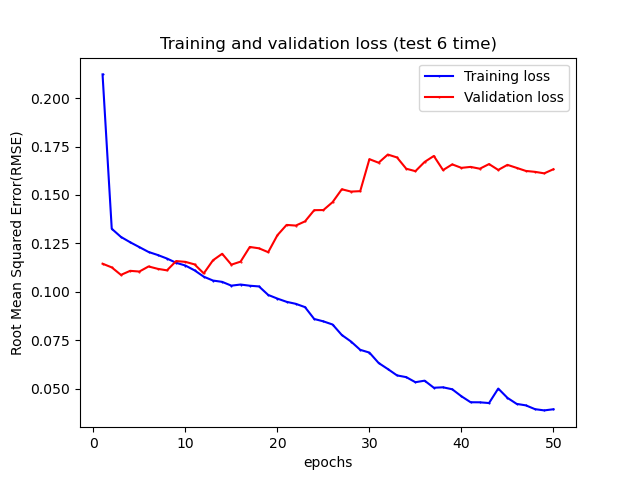 Training and validation loss (test 6 time)
Training loss
Validation loss
Root Mean Squared Error(RMSE)
0.200
0.175
0.150
0.125
0.100
0.075
0.050
0 10 20 30 40 50
epochs